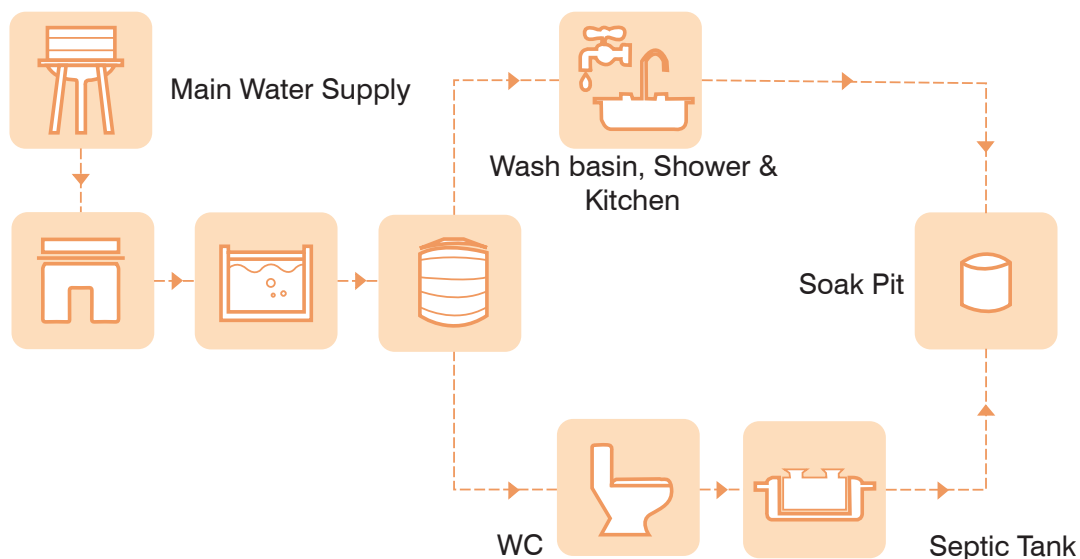 Main Water Supply
Wash basin, Shower &
Kitchen
Soak Pit
WC
Septic Tank